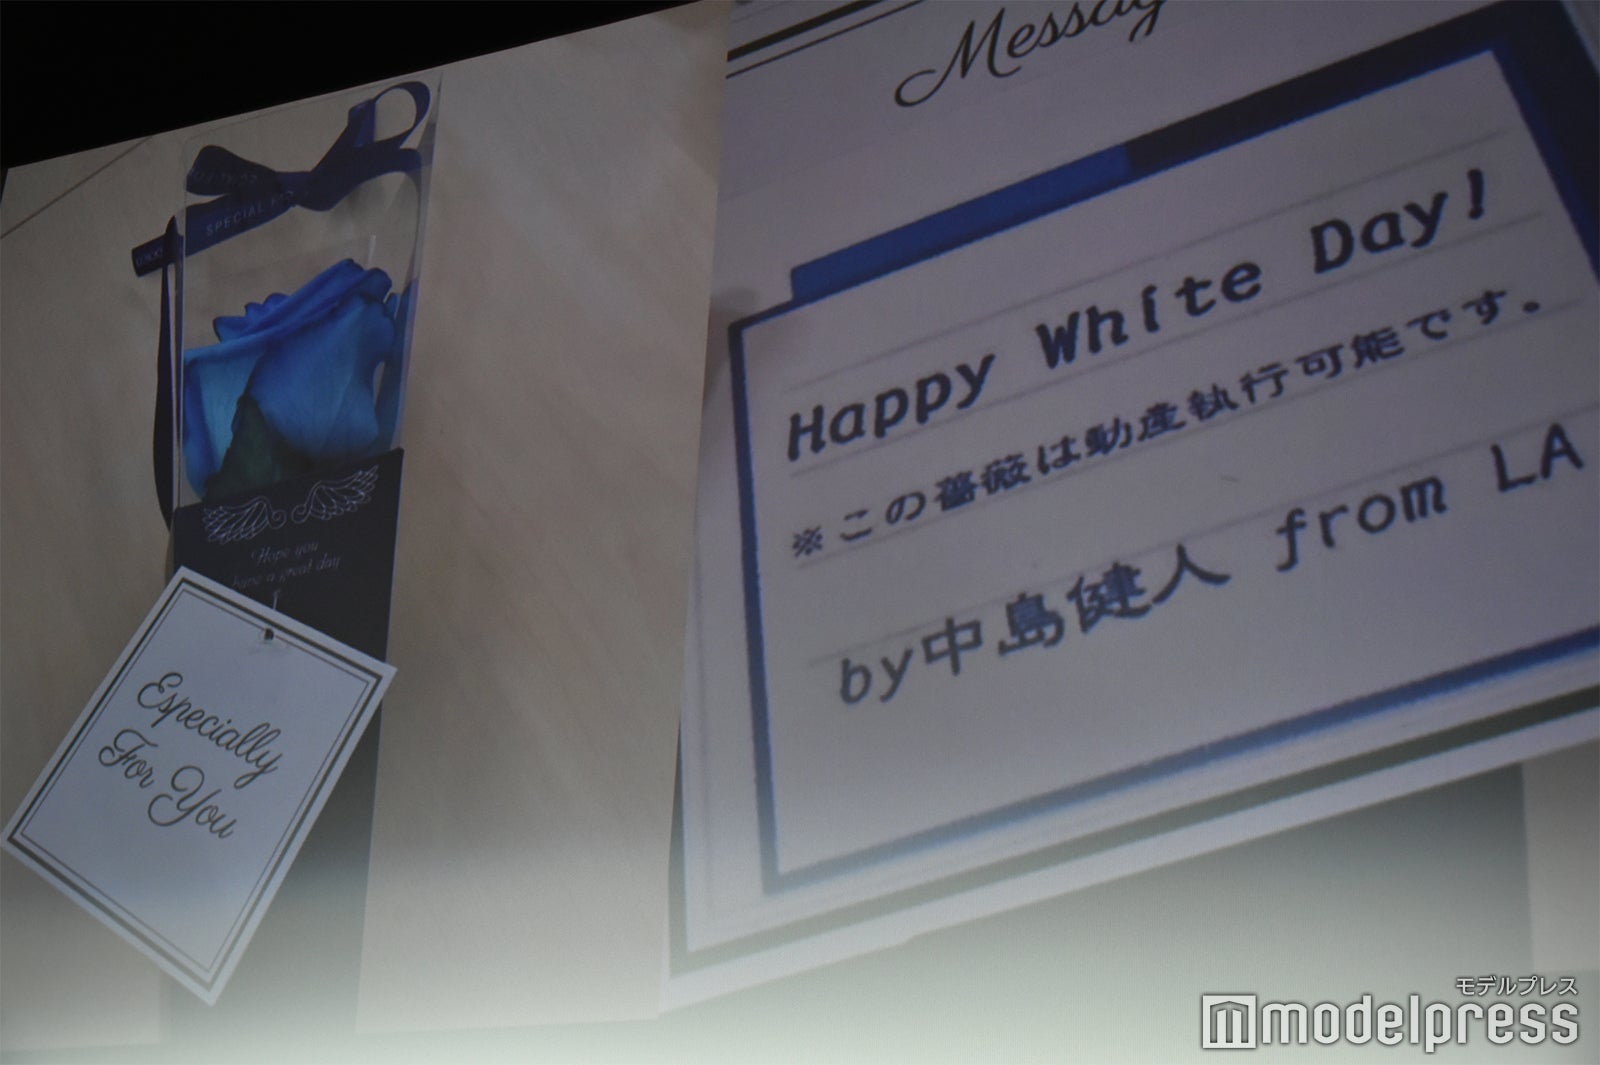 SPECIAL FO
Hope you
have a great day
Especially
For You
Messag
Happy White Day!
※この薔薇は動産執行可能です。
by中島健人 from LA
モデルプレス
modelpress